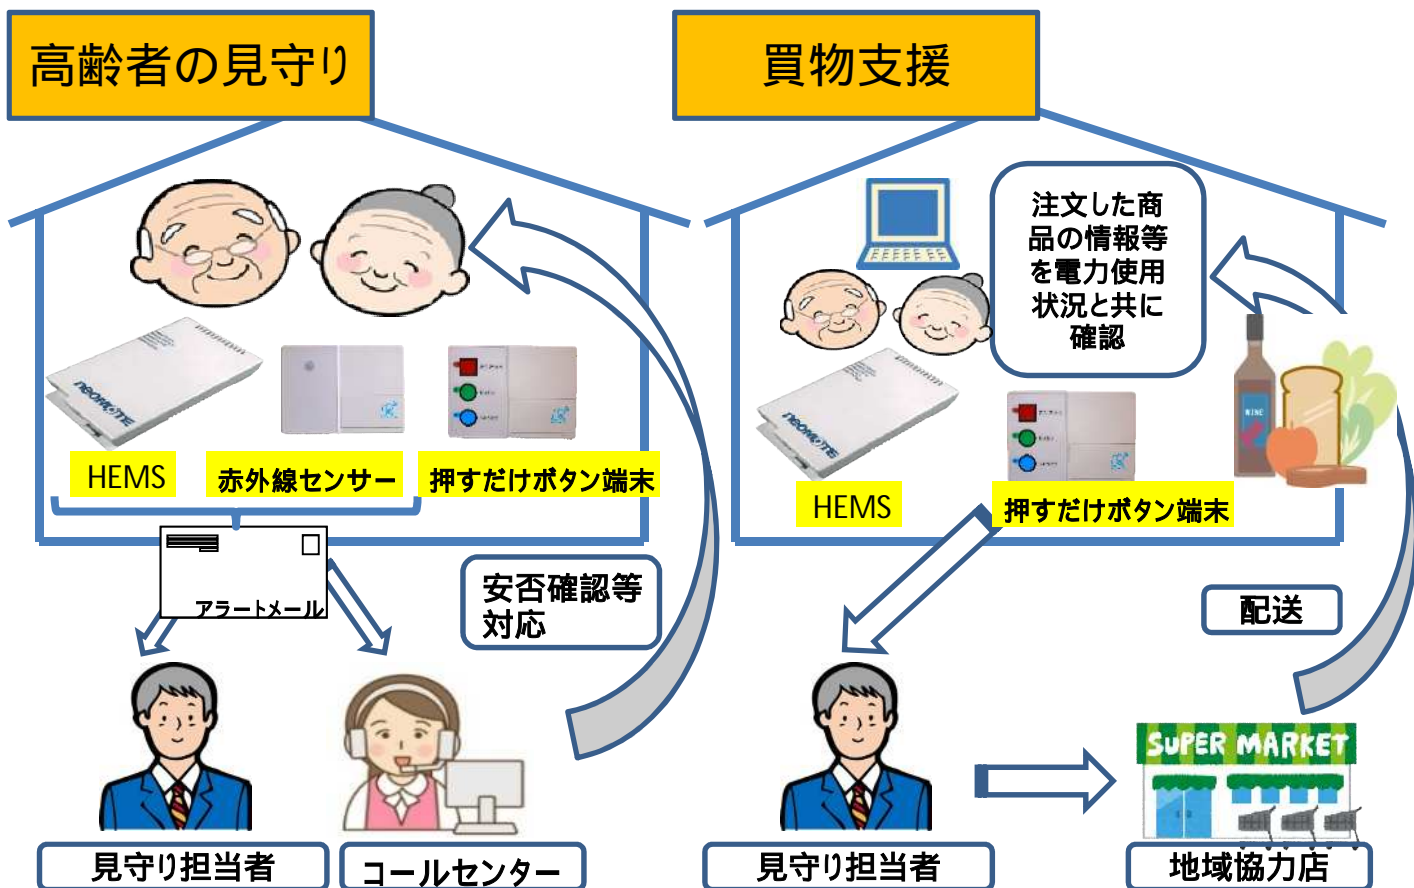 高齢者の見守り
neoMOTE
HEMS
赤外線センサー
押すだけボタン端末
アラートメール
安否確認等
対応
見守り担当者
コールセンター
買物支援
注文した商
品の情報等
を電力使用
状況と共に
確認
WINE
neoMOTE
HEMS
押すだけボタン端末
配送
見守り担当者
SUPER MARKET
地域協力店